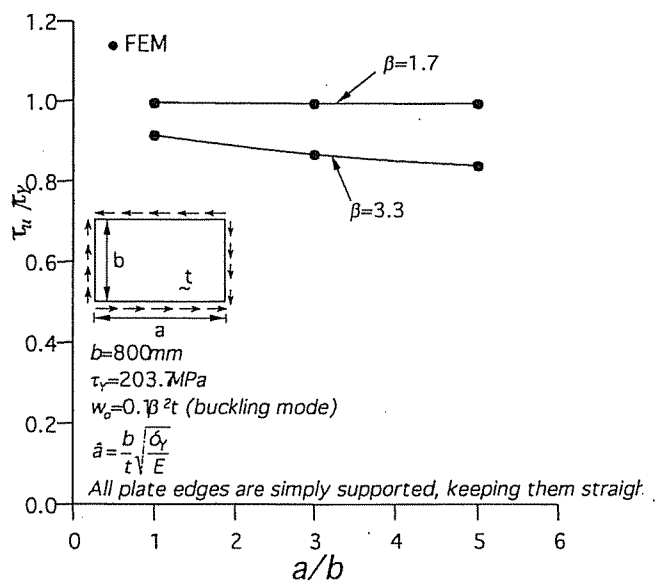 1.2
• FEM
β=1.7
1.0
0.8
β=3.3
τu/τY
0.6
b
t
a
0.4
b=800mm
τY=203.7MPa
wo=0.1β²t (buckling mode)
0.2
â=b/t√σY/E
All plate edges are simply supported, keeping them straigh
0.0
0 1 2 3 4 5 6
a/b